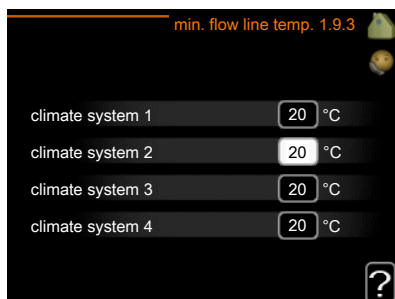 min. flow line temp. 1.9.3
climate system 1 20 °C
climate system 2 20 °C
climate system 3 20 °C
climate system 4 20 °C
?